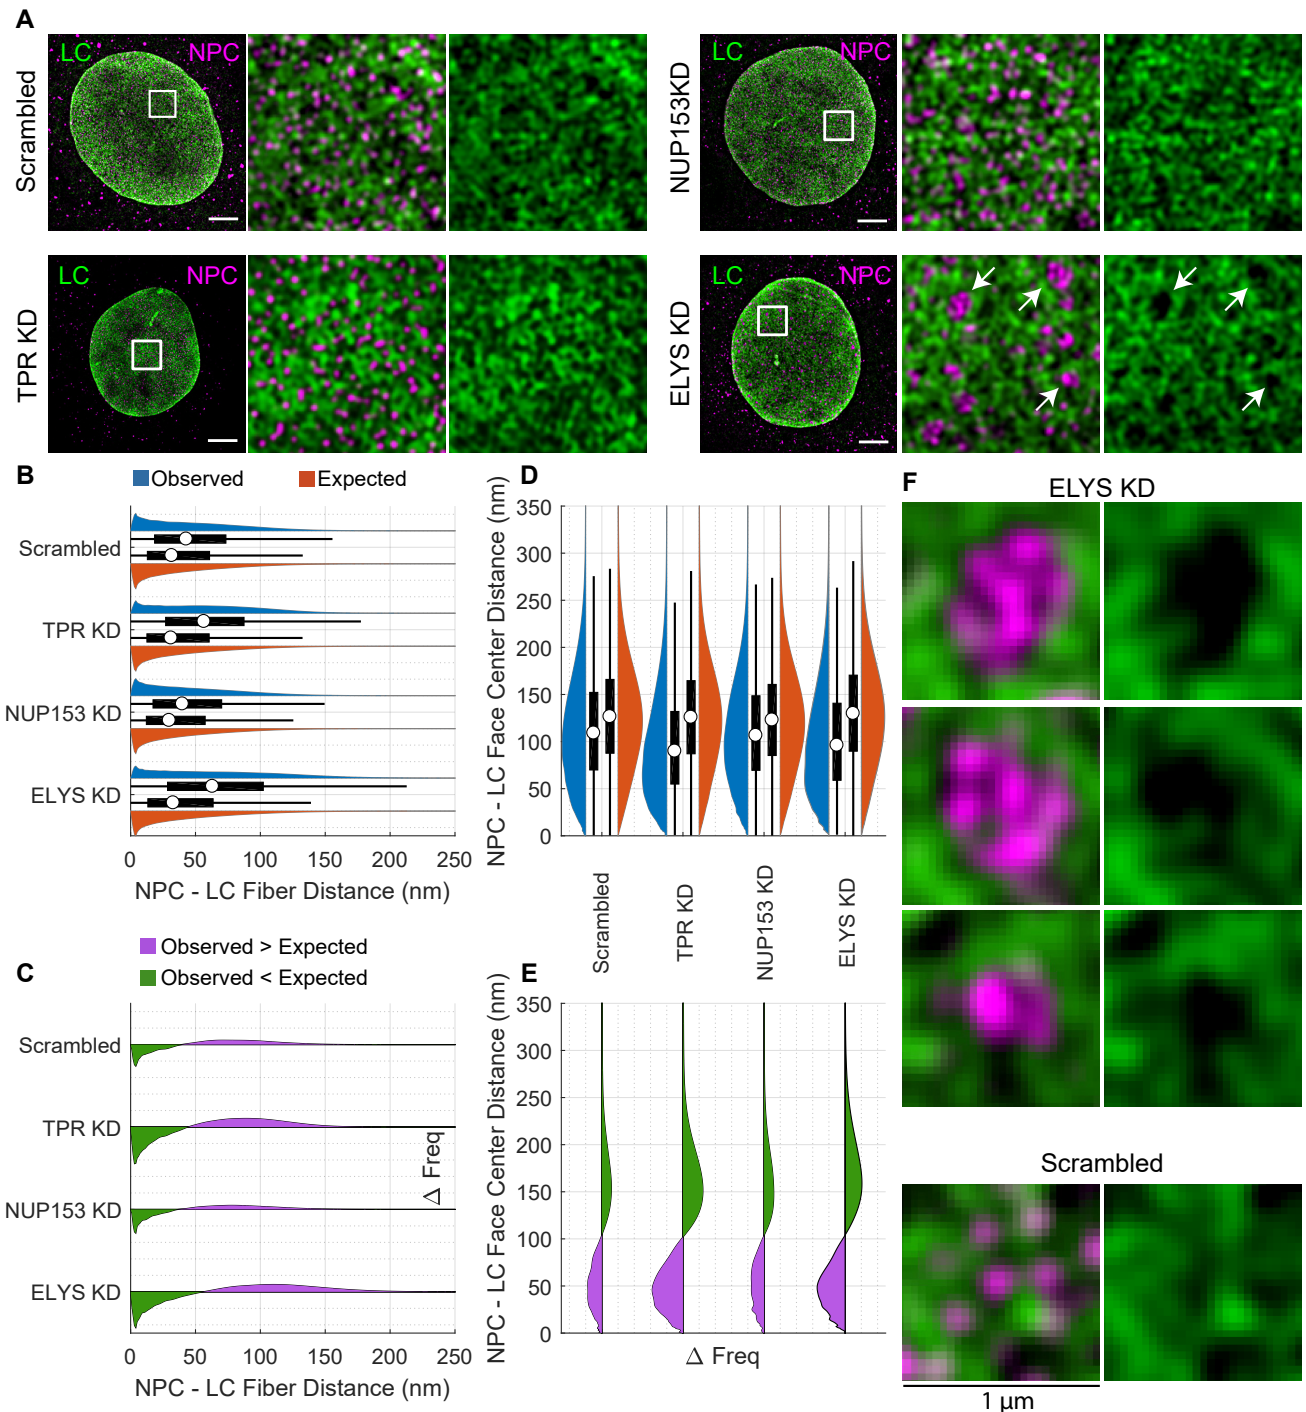 A
Scrambled
LC NPC
NUP153KD
LC NPC
TPR KD
LC NPC
ELYS KD
LC NPC
B
Observed Expected
Scrambled
TPR KD
NUP153 KD
ELYS KD
0 50 100 150 200 250
NPC - LC Fiber Distance (nm)
C
Observed > Expected
Observed < Expected
Scrambled
TPR KD
NUP153 KD
ELYS KD
Δ Freq
0 50 100 150 200 250
NPC - LC Fiber Distance (nm)
D
NPC - LC Face Center Distance (nm)
350
300
250
200
150
100
50
0
Scrambled
TPR KD
NUP153 KD
ELYS KD
E
NPC - LC Face Center Distance (nm)
350
300
250
200
150
100
50
0
Δ Freq
F
ELYS KD
Scrambled
1 µm